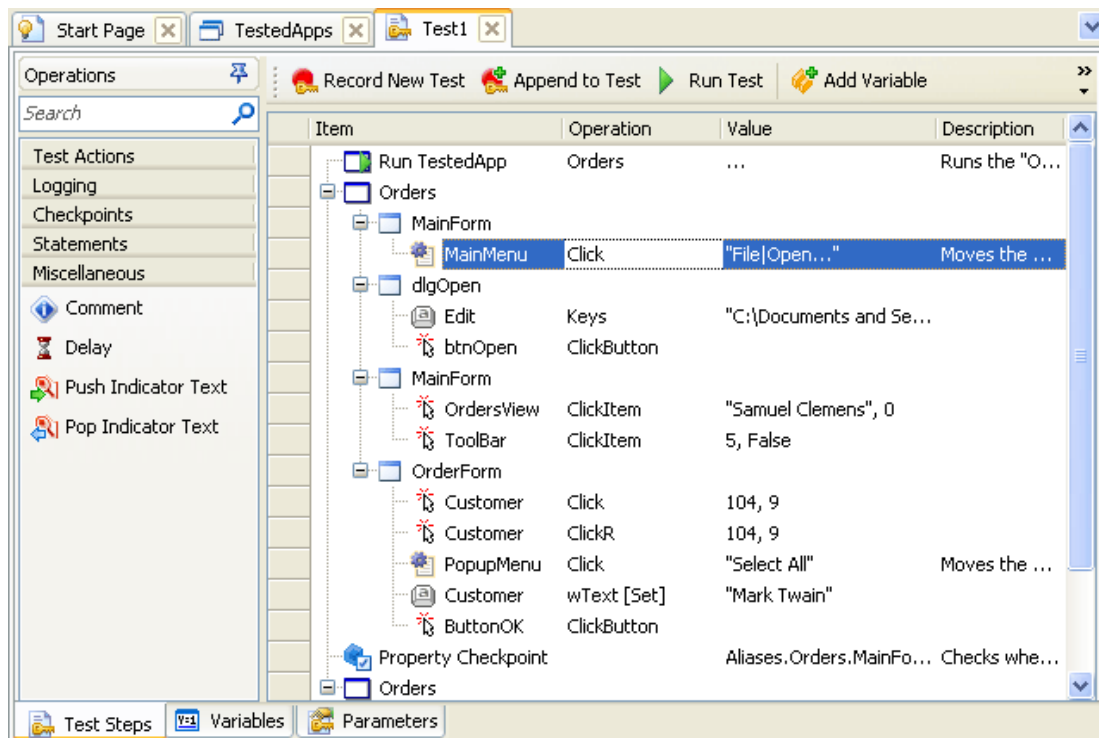 Start Page TestedApps Test1
Operations
Search
Test Actions
Logging
Checkpoints
Statements
Miscellaneous
Comment
Delay
Push Indicator Text
Pop Indicator Text
Record New Test Append to Test Run Test Add Variable
Item Operation Value Description
Run TestedApp Orders ... Runs the "O...
Orders
MainForm
MainMenu Click "File|Open..." Moves the ...
dlgOpen
Edit Keys "C:\Documents and Se...
btnOpen ClickButton
MainForm
OrdersView ClickItem "Samuel Clemens", 0
ToolBar ClickItem 5, False
OrderForm
Customer Click 104, 9
Customer ClickR 104, 9
PopupMenu Click "Select All" Moves the ...
Customer wText [Set] "Mark Twain"
ButtonOK ClickButton
Property Checkpoint Aliases.Orders.MainFo... Checks whe...
Orders
Test Steps Variables Parameters